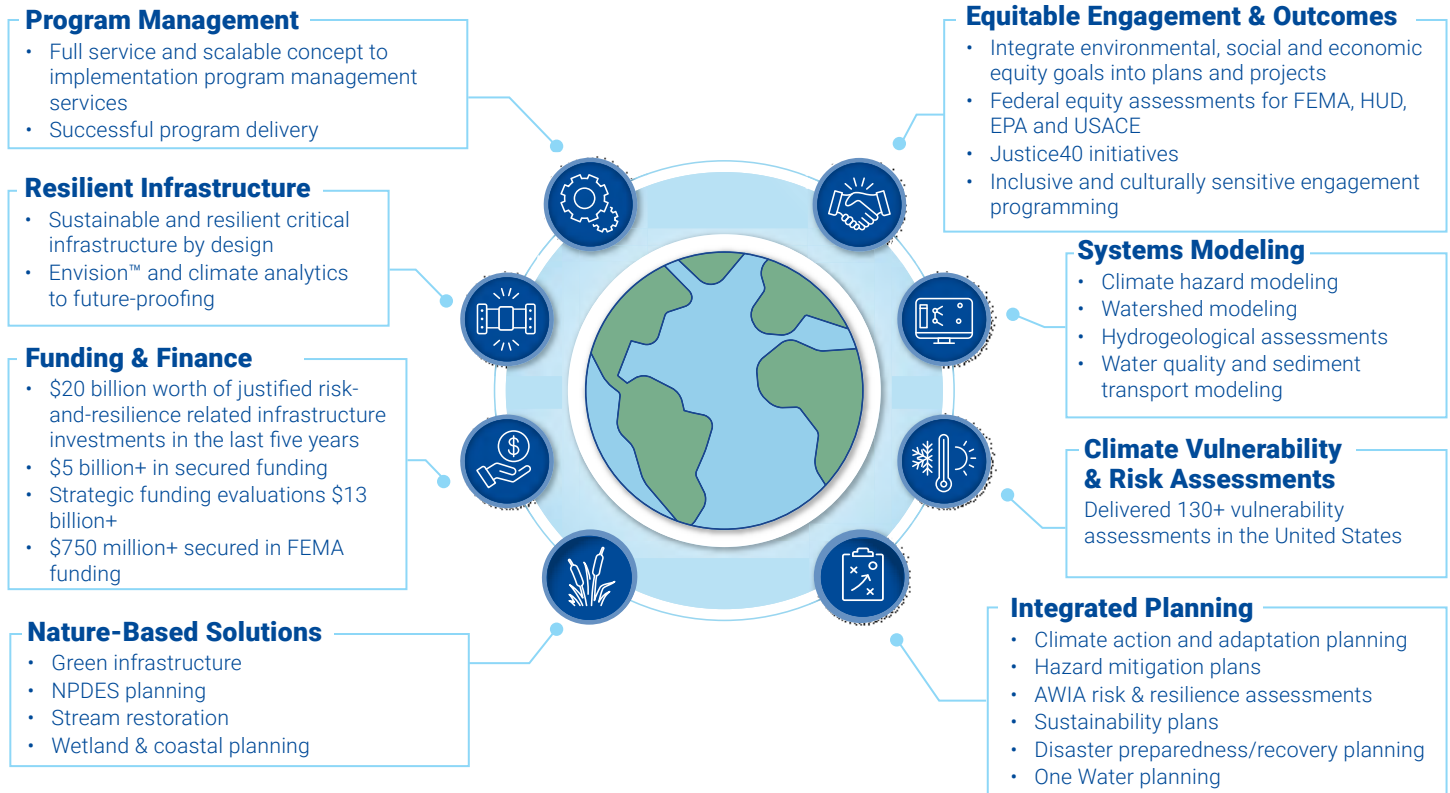 Program Management
• Full service and scalable concept to
implementation program management
services
• Successful program delivery
Resilient Infrastructure
• Sustainable and resilient critical
infrastructure by design
• Envision™ and climate analytics
to future-proofing
Funding & Finance
• $20 billion worth of justified risk-
and-resilience related infrastructure
investments in the last five years
• $5 billion+ in secured funding
• Strategic funding evaluations $13
billion+
• $750 million+ secured in FEMA
funding
Nature-Based Solutions
• Green infrastructure
• NPDES planning
• Stream restoration
• Wetland & coastal planning
Equitable Engagement & Outcomes
• Integrate environmental, social and economic
equity goals into plans and projects
• Federal equity assessments for FEMA, HUD,
EPA and USACE
• Justice40 initiatives
• Inclusive and culturally sensitive engagement
programming
Systems Modeling
• Climate hazard modeling
• Watershed modeling
• Hydrogeological assessments
• Water quality and sediment
transport modeling
Climate Vulnerability
& Risk Assessments
Delivered 130+ vulnerability
assessments in the United States
Integrated Planning
• Climate action and adaptation planning
• Hazard mitigation plans
• AWIA risk & resilience assessments
• Sustainability plans
• Disaster preparedness/recovery planning
• One Water planning